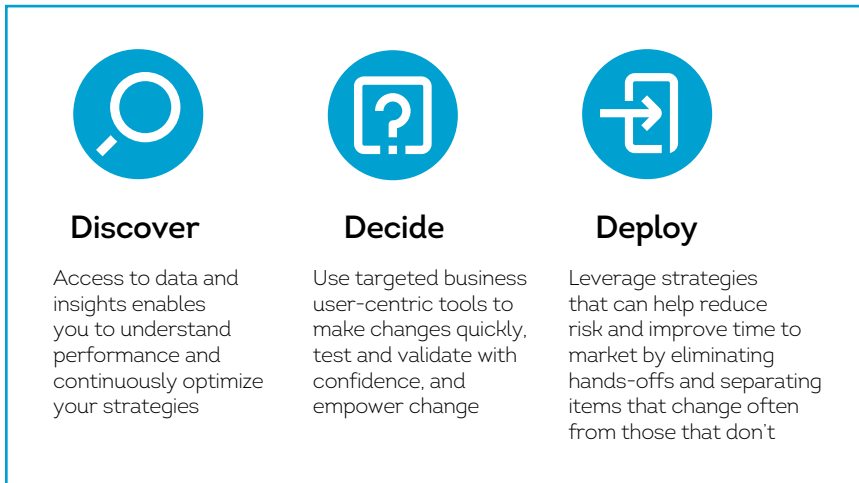 Discover
Access to data and
insights enables
you to understand
performance and
continuously optimize
your strategies
Decide
Use targeted business
user-centric tools to
make changes quickly,
test and validate with
confidence, and
empower change
Deploy
Leverage strategies
that can help reduce
risk and improve time to
market by eliminating
hands-offs and separating
items that change often
from those that don't